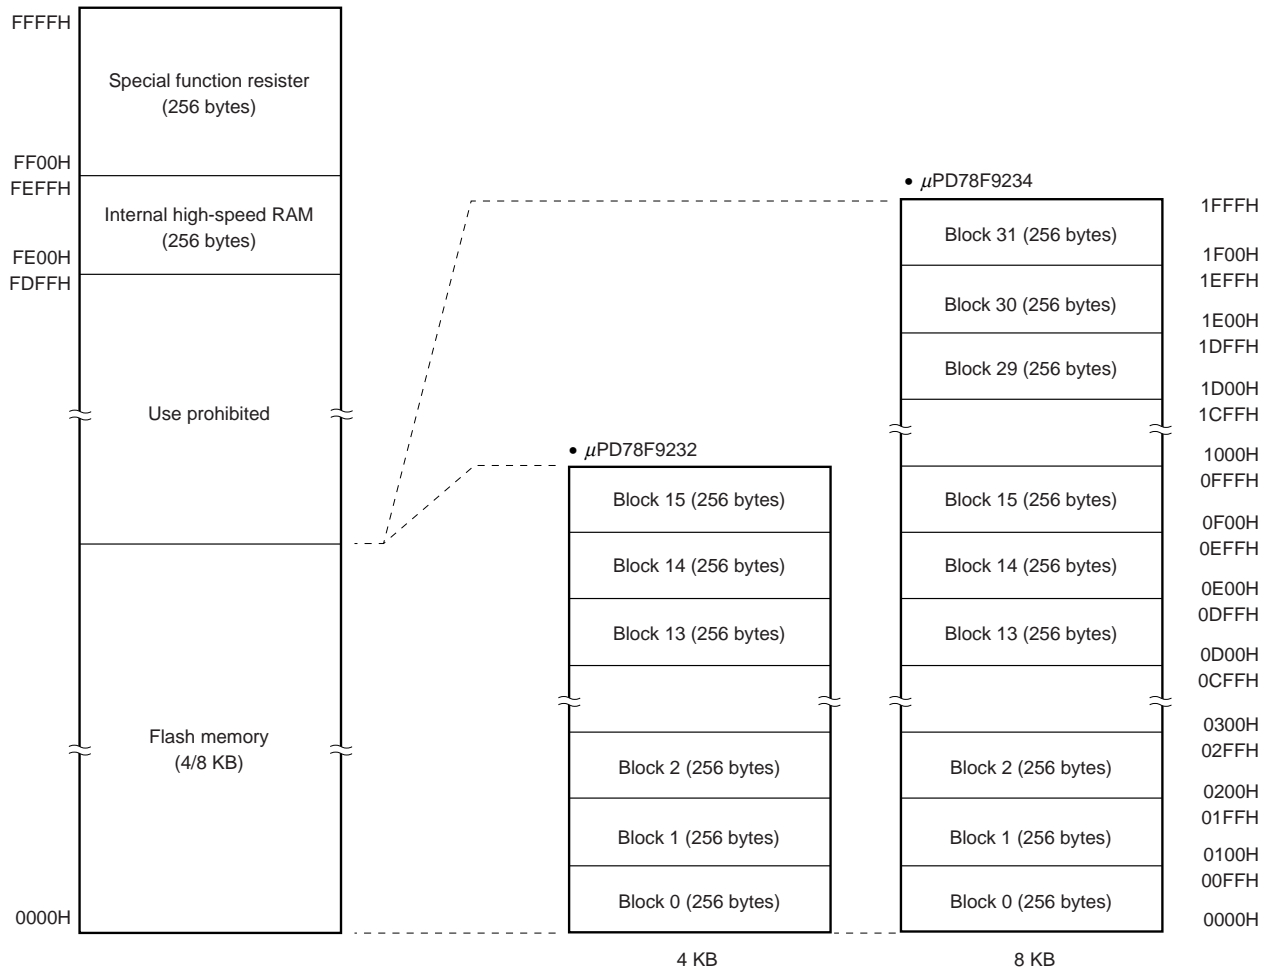 FFFFH
Special function resister
(256 bytes)
FF00H
FEFFH
Internal high-speed RAM
(256 bytes)
FE00H
FDFFH
Use prohibited
Flash memory
(4/8 KB)
0000H
• μPD78F9232
Block 15 (256 bytes)
Block 14 (256 bytes)
Block 13 (256 bytes)
Block 2 (256 bytes)
Block 1 (256 bytes)
Block 0 (256 bytes)
4 KB
• μPD78F9234
Block 31 (256 bytes)
Block 30 (256 bytes)
Block 29 (256 bytes)
Block 15 (256 bytes)
Block 14 (256 bytes)
Block 13 (256 bytes)
Block 2 (256 bytes)
Block 1 (256 bytes)
Block 0 (256 bytes)
8 KB
1FFFH
1F00H
1EFFH
1E00H
1DFFH
1D00H
1CFFH
1000H
0FFFH
0F00H
0EFFH
0E00H
0DFFH
0D00H
0CFFH
0300H
02FFH
0200H
01FFH
0100H
00FFH
0000H